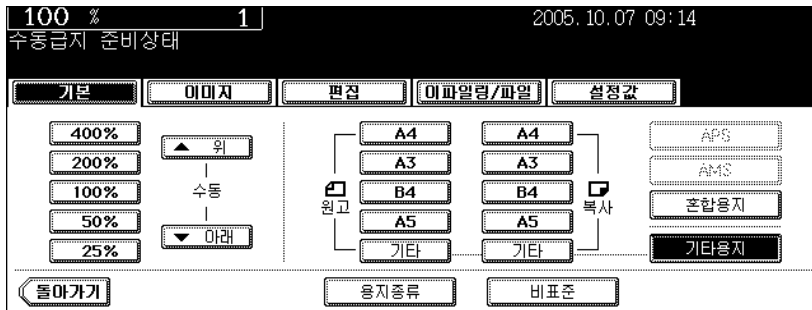 100 % 1 2005.10.07 09:14
수동급지 준비상태
기본 이미지 편집 이파일링/파일 설정값
400% ▲ 위 A4 A4 APS
200% A3 A3 AMS
100% 수동 원고 B4 B4 복사 혼합용지
50% A5 A5
25% ▼ 아래 기타 기타 기타용지
돌아가기 용지종류 비표준